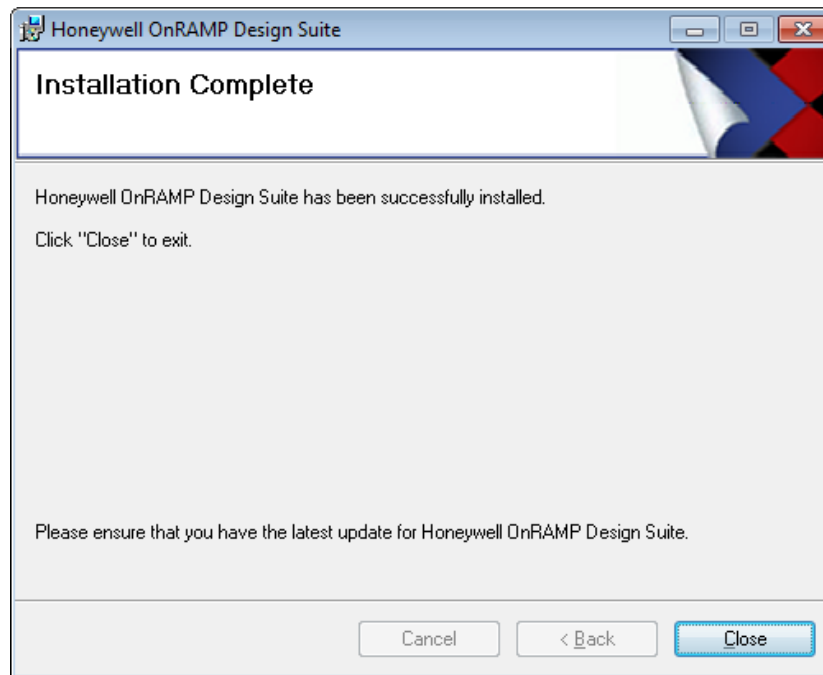 Honeywell OnRAMP Design Suite
Installation Complete
Honeywell OnRAMP Design Suite has been successfully installed.
Click "Close" to exit.
Please ensure that you have the latest update for Honeywell OnRAMP Design Suite.
Cancel
< Back
Close